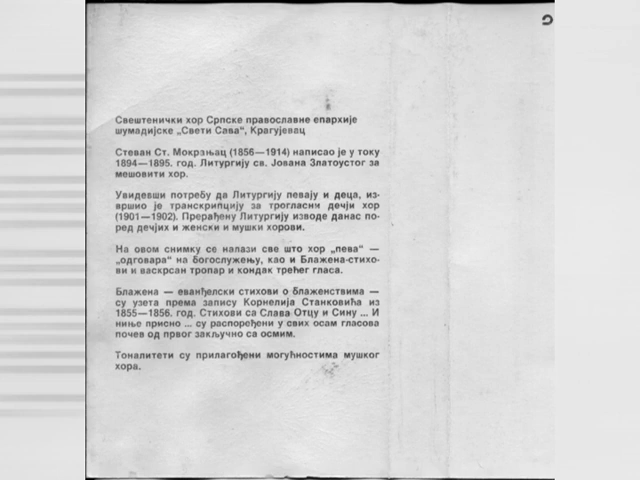 Свештенички хор Српске православне епархије
шумадијске „Свети Сава“, Крагујевац
Стеван Ст. Мокрањац (1856—1914) написао је у току
1894—1895. год. Литургију св. Јована Златоустог за
мешовити хор.
Увидевши потребу да Литургију певају и деца, из-
вршио је транскрипцију за трогласни дечји хор
(1901—1902). Прерађену Литургију изводе данас по-
ред дечјих и женски и мушки хорови.
На овом снимку се налази све што хор „пева“ —
„одговара“ на богослужењу, као и Блажена-стихо-
ви и васкрсан тропар и кондак трећег гласа.
Блажена — еванђелски стихови о блаженствима —
су узета према запису Корнелија Станковића из
1855—1856. год. Стихови са Слава Отцу и Сину ... И
ниње присно ... су распоређени у свих осам гласова
почев од првог закључно са осмим.
Тоналитети су прилагођени могућностима мушког
хора.